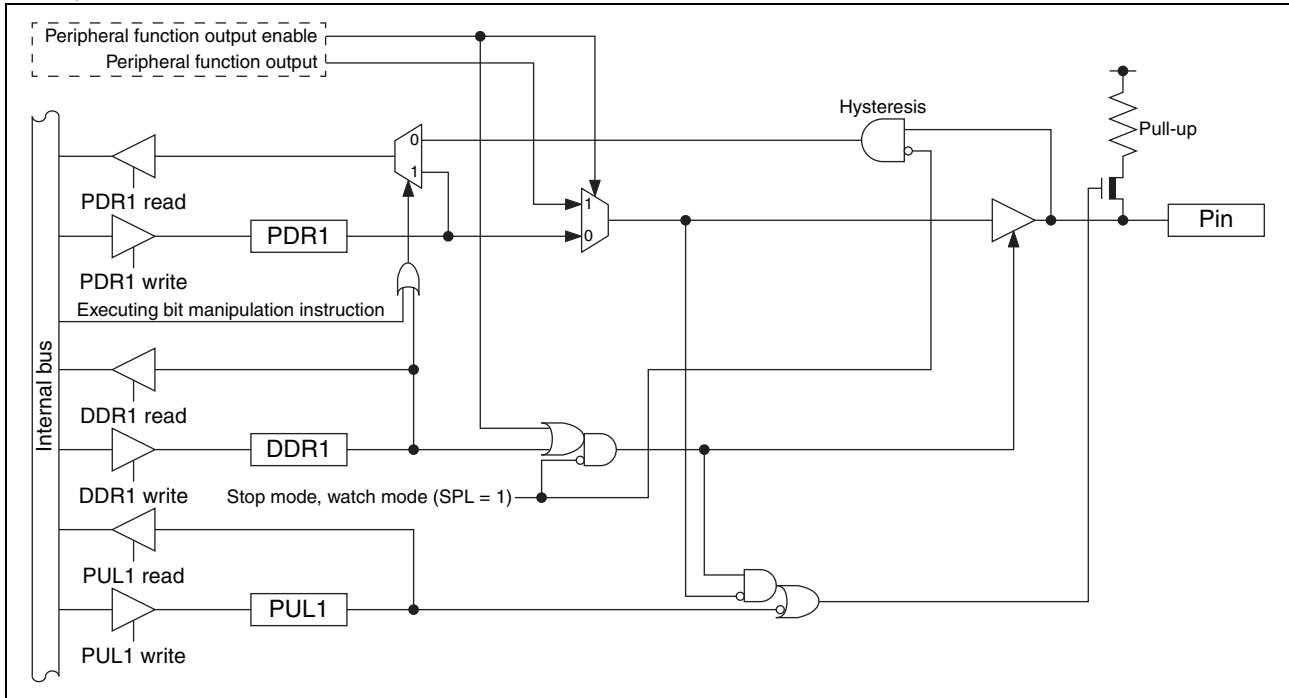 Peripheral function output enable
Peripheral function output
Hysteresis
Pull-up
0
1
PDR1 read
1
0
PDR1
Pin
PDR1 write
Executing bit manipulation instruction
Internal bus
DDR1 read
DDR1
DDR1 write
Stop mode, watch mode (SPL = 1)
PUL1 read
PUL1
PUL1 write